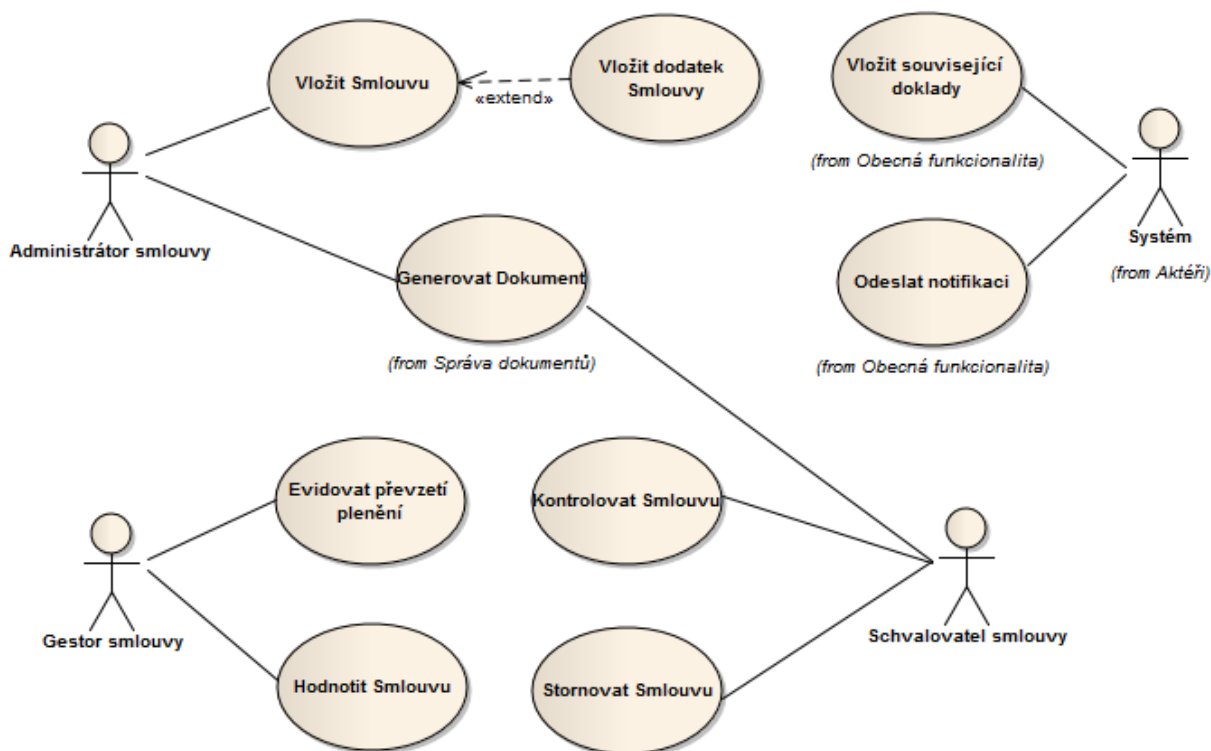 Vložit Smlouvu
«extend»
Vložit dodatek
Smlouvy
Vložit související
doklady
(from Obecná funkcionalita)
Administrátor smlouvy
Systém
(from Aktéři)
Generovat Dokument
(from Správa dokumentů)
Odeslat notifikaci
(from Obecná funkcionalita)
Evidovat převzetí
plenění
Kontrolovat Smlouvu
Gestor smlouvy
Schvalovatel smlouvy
Hodnotit Smlouvu
Stornovat Smlouvu